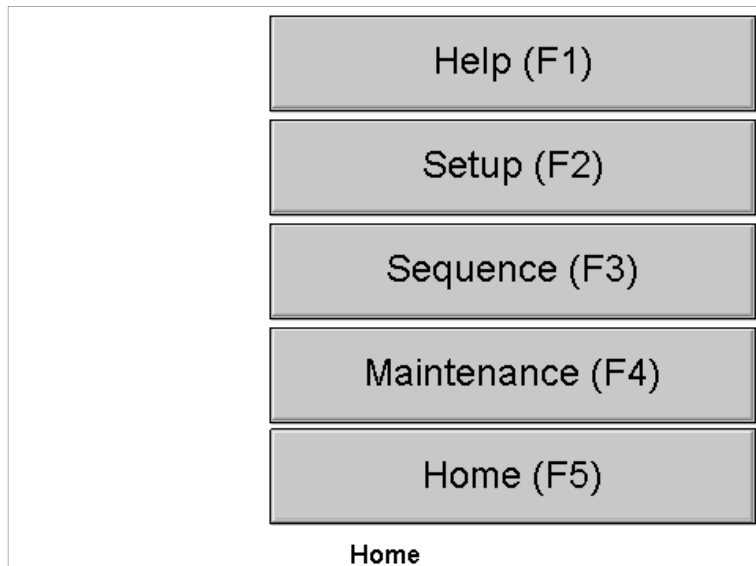 Help (F1)
Setup (F2)
Sequence (F3)
Maintenance (F4)
Home (F5)
Home